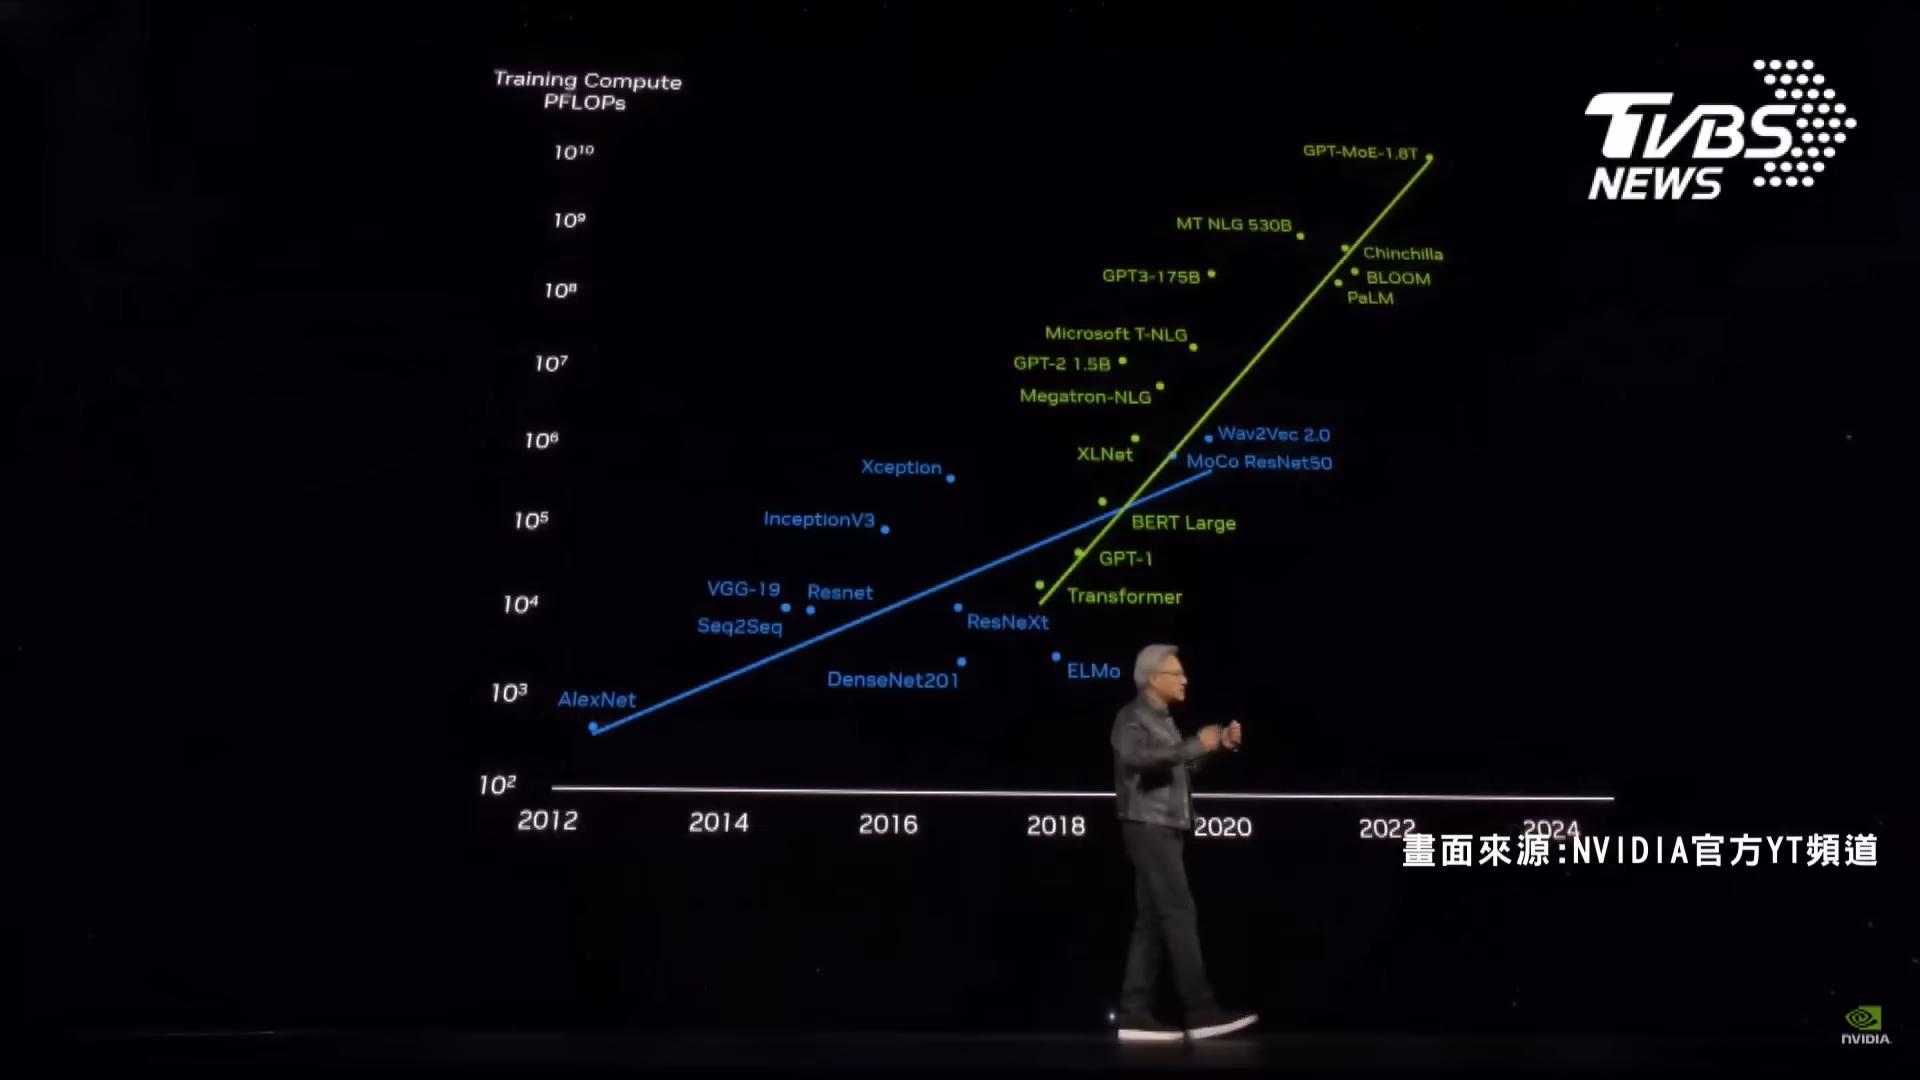 Training Compute
PFLOPs
10¹⁰
10⁹
10⁸
10⁷
10⁶
10⁵
10⁴
10³
10²
GPT-MoE-1.8T
MT NLG 530B
Chinchilla
GPT3-175B
BLOOM
PaLM
Microsoft T-NLG
GPT-2 1.5B
Megatron-NLG
Wav2Vec 2.0
XLNet
MoCo ResNet50
Xception
InceptionV3
BERT Large
GPT-1
VGG-19
Resnet
Transformer
Seq2Seq
ResNeXt
DenseNet201
ELMo
AlexNet
2012
2014
2016
2018
2020
2022
2024
TVBS
NEWS
畫面來源:NVIDIA官方YT頻道
NVIDIA.